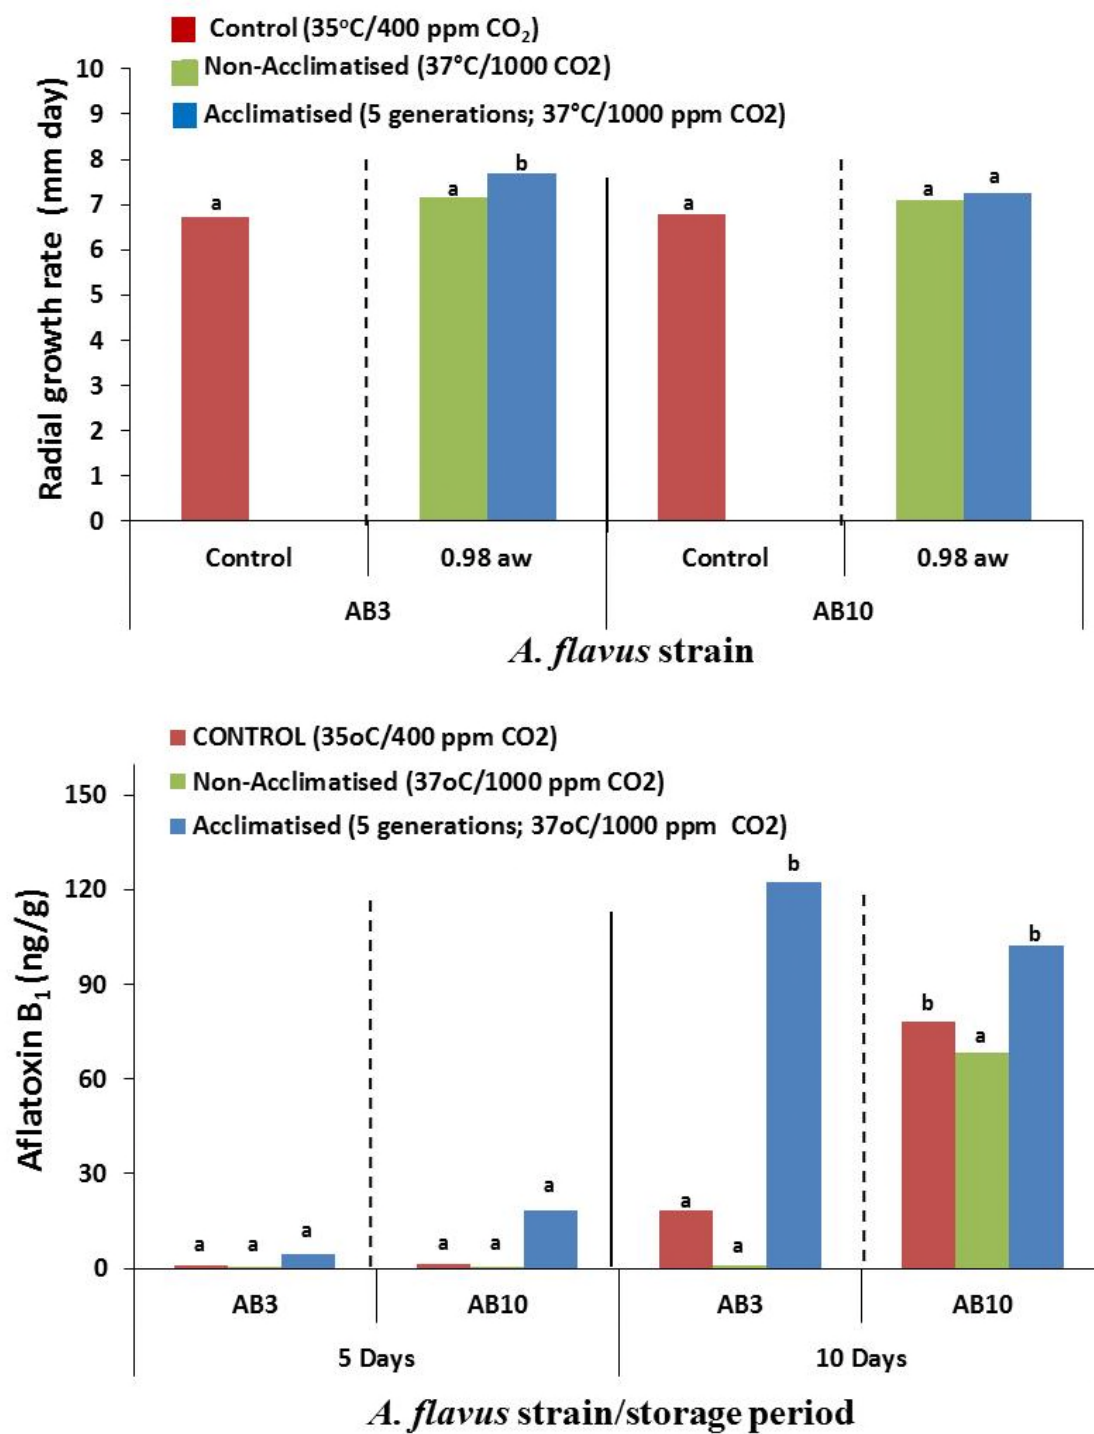 Control (35°C/400 ppm CO₂)
Non-Acclimatised (37°C/1000 CO2)
Acclimatised (5 generations; 37°C/1000 ppm CO2)
Radial growth rate (mm day)
10
9
8
7
6
5
4
3
2
1
0
a
a
b
a
a
a
Control
0.98 aw
Control
0.98 aw
AB3
AB10
A. flavus strain
CONTROL (35oC/400 ppm CO2)
Non-Acclimatised (37oC/1000 ppm CO2)
Acclimatised (5 generations; 37oC/1000 ppm CO2)
Aflatoxin B₁ (ng/g)
150
120
90
60
30
0
a
a
a
a
a
a
a
a
b
b
a
b
AB3
AB10
AB3
AB10
5 Days
10 Days
A. flavus strain/storage period